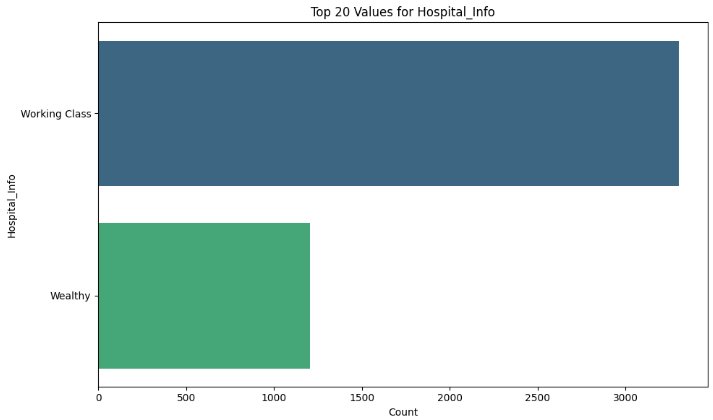 Top 20 Values for Hospital_Info
Working Class
Wealthy
Hospital_Info
0 500 1000 1500 2000 2500 3000
Count